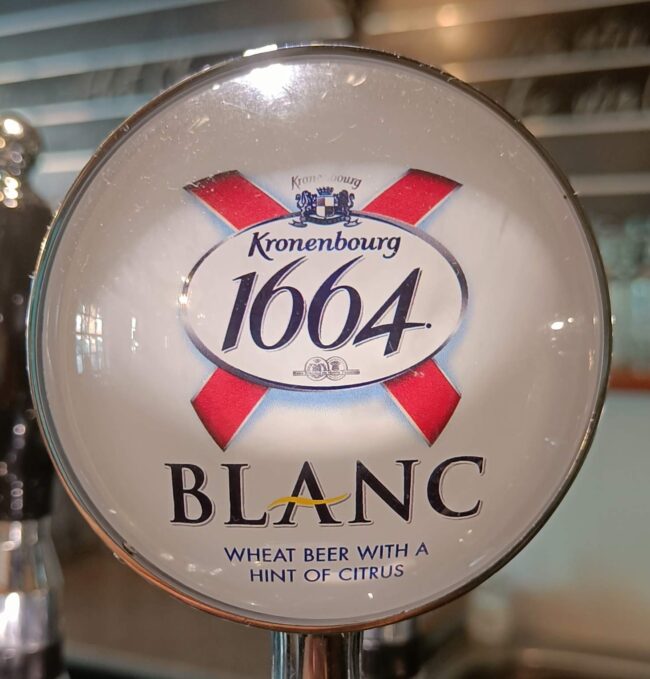 Kronenbourg
Kronenbourg
1664.
BLANC
WHEAT BEER WITH A
HINT OF CITRUS